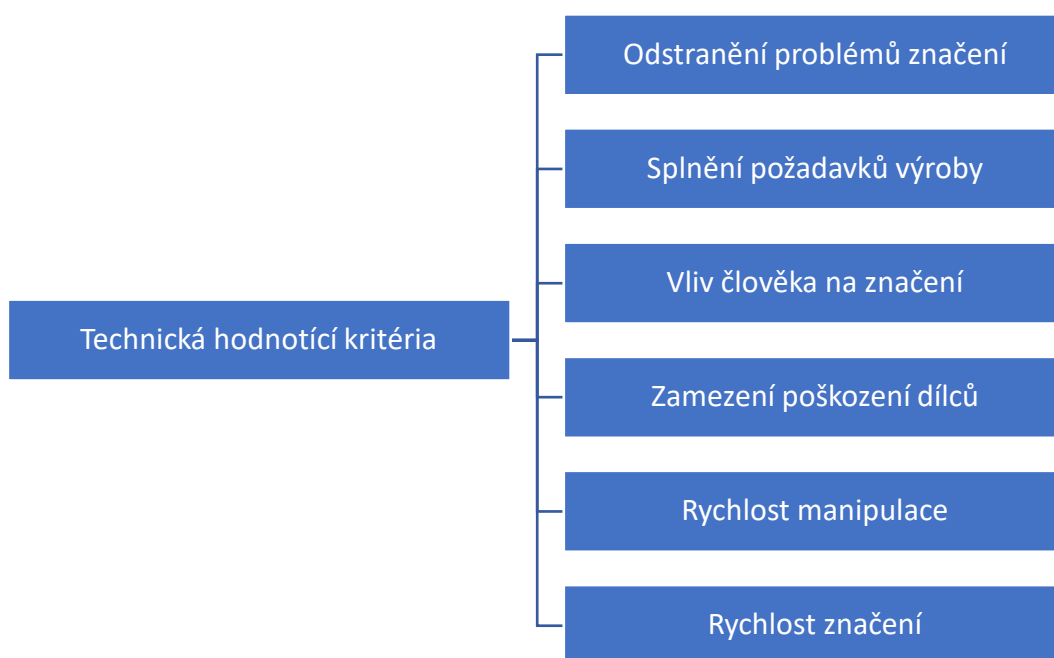 Odstranění problémů značení
Splnění požadavků výroby
Vliv člověka na značení
Technická hodnotící kritéria
Zamezení poškození dílců
Rychlost manipulace
Rychlost značení